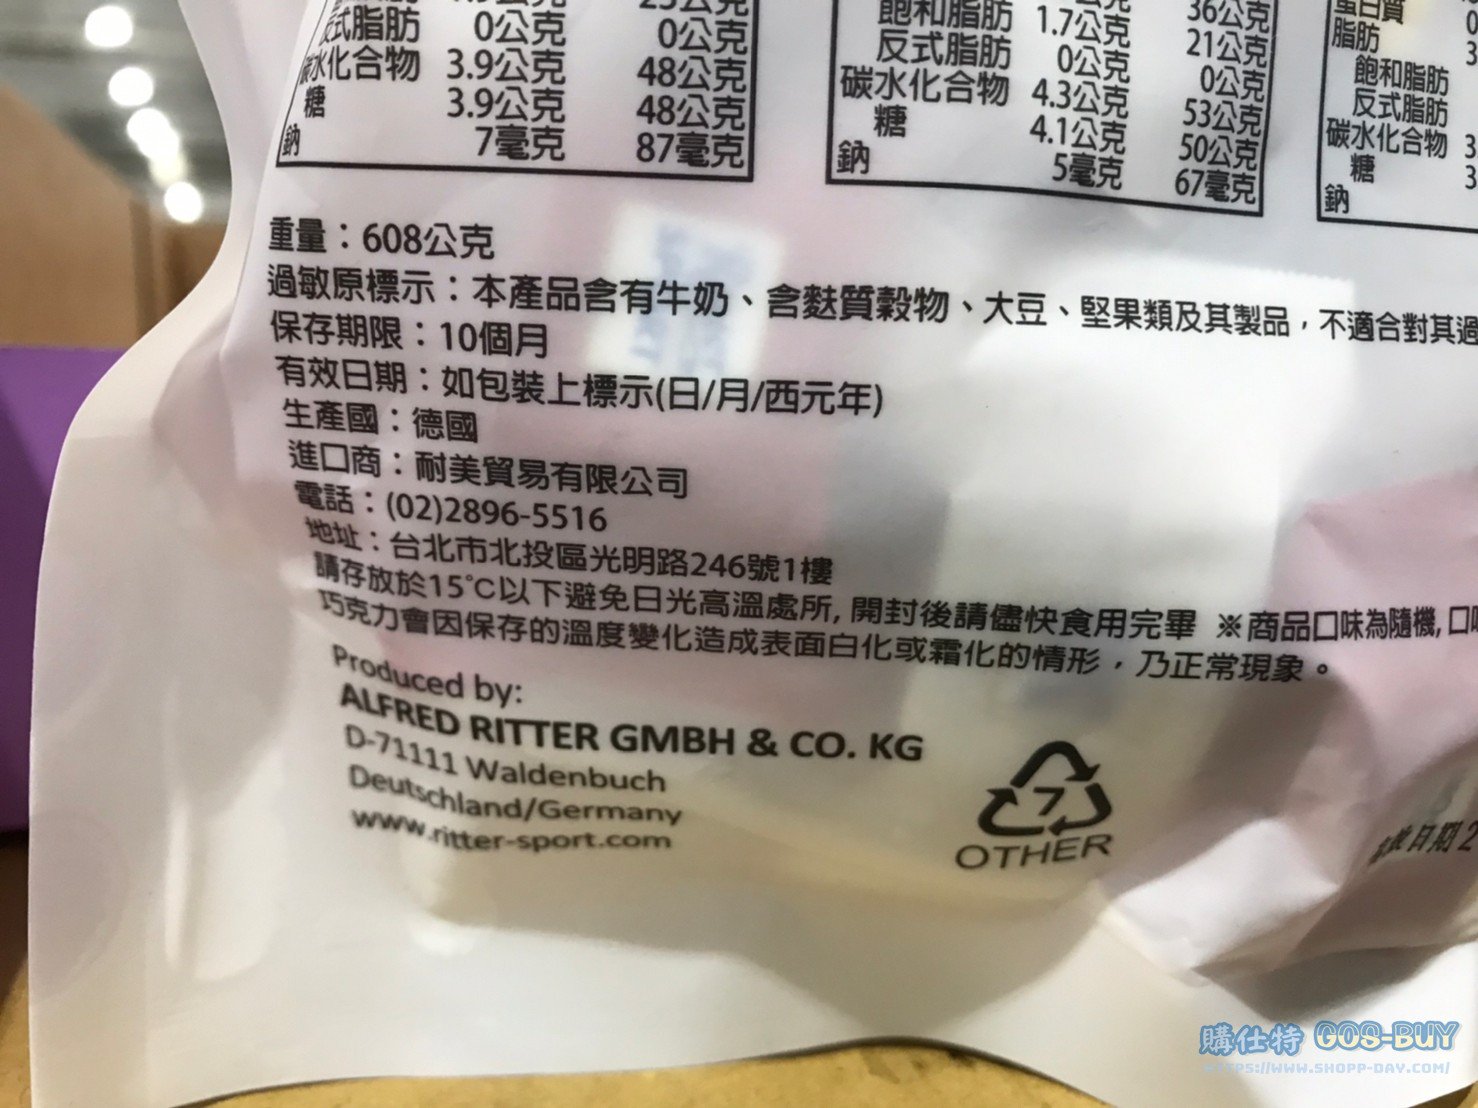 反式脂肪 0公克 0公克
碳水化合物 3.9公克 48公克
糖 3.9公克 48公克
鈉 7毫克 87毫克
飽和脂肪 1.7公克 21公克
反式脂肪 0公克 0公克
碳水化合物 4.3公克 53公克
糖 4.1公克 50公克
鈉 5毫克 67毫克
蛋白質
脂肪
飽和脂肪
反式脂肪
碳水化合物
糖
鈉
重量：608公克
過敏原標示：本產品含有牛奶、含麩質穀物、大豆、堅果類及其製品，不適合對其過
保存期限：10個月
有效日期：如包裝上標示(日/月/西元年)
生產國：德國
進口商：耐美貿易有限公司
電話：(02)2896-5516
地址：台北市北投區光明路246號1樓
請存放於15℃以下避免日光高溫處所,開封後請儘快食用完畢 ※商品口味為隨機,口
巧克力會因保存的溫度變化造成表面白化或霜化的情形，乃正常現象。
Produced by:
ALFRED RITTER GMBH & CO. KG
D-71111 Waldenbuch
Deutschland/Germany
www.ritter-sport.com
7
OTHER
日期
購仕特 GOS-BUY
HTTPS://WWW.SHOPP-DAY.COM/